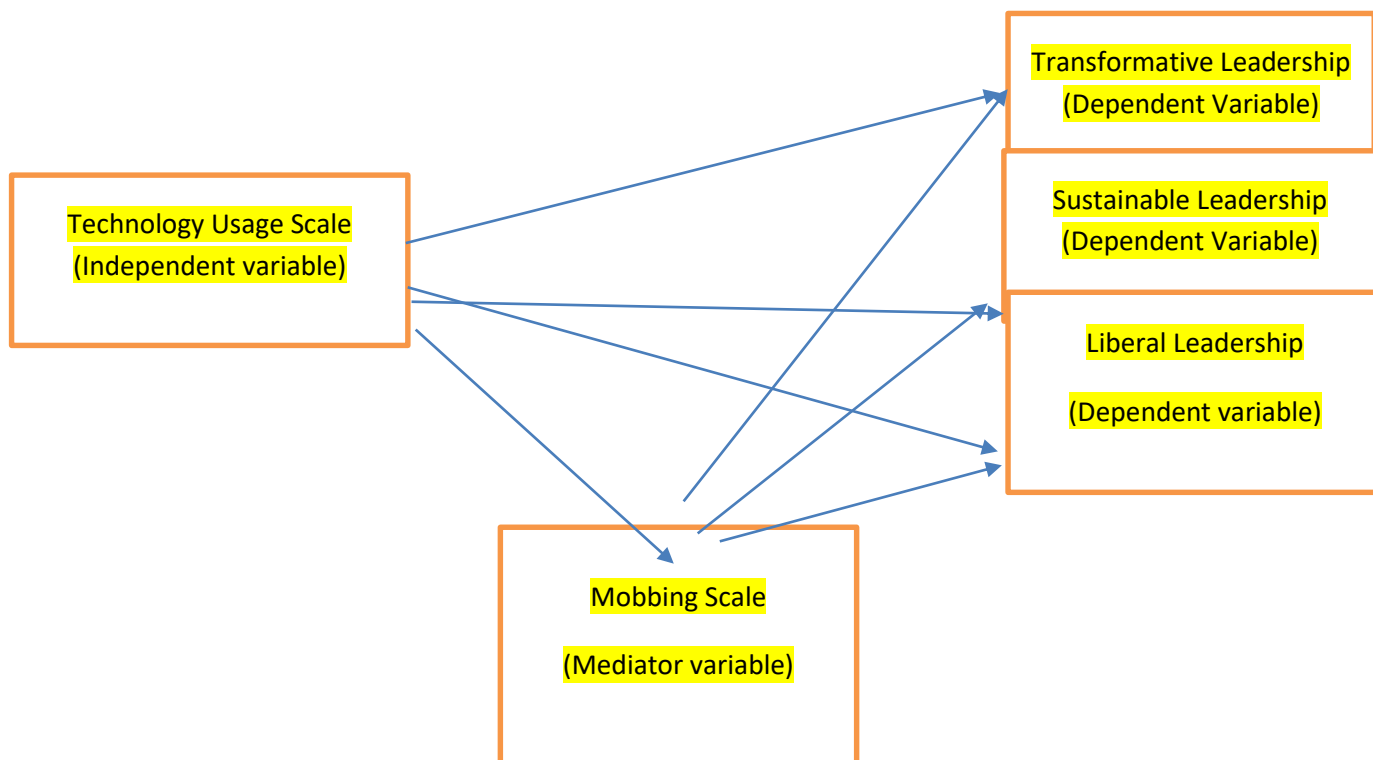 Transformative Leadership
(Dependent Variable)
Sustainable Leadership
(Dependent Variable)
Technology Usage Scale
(Independent variable)
Liberal Leadership
(Dependent variable)
Mobbing Scale
(Mediator variable)